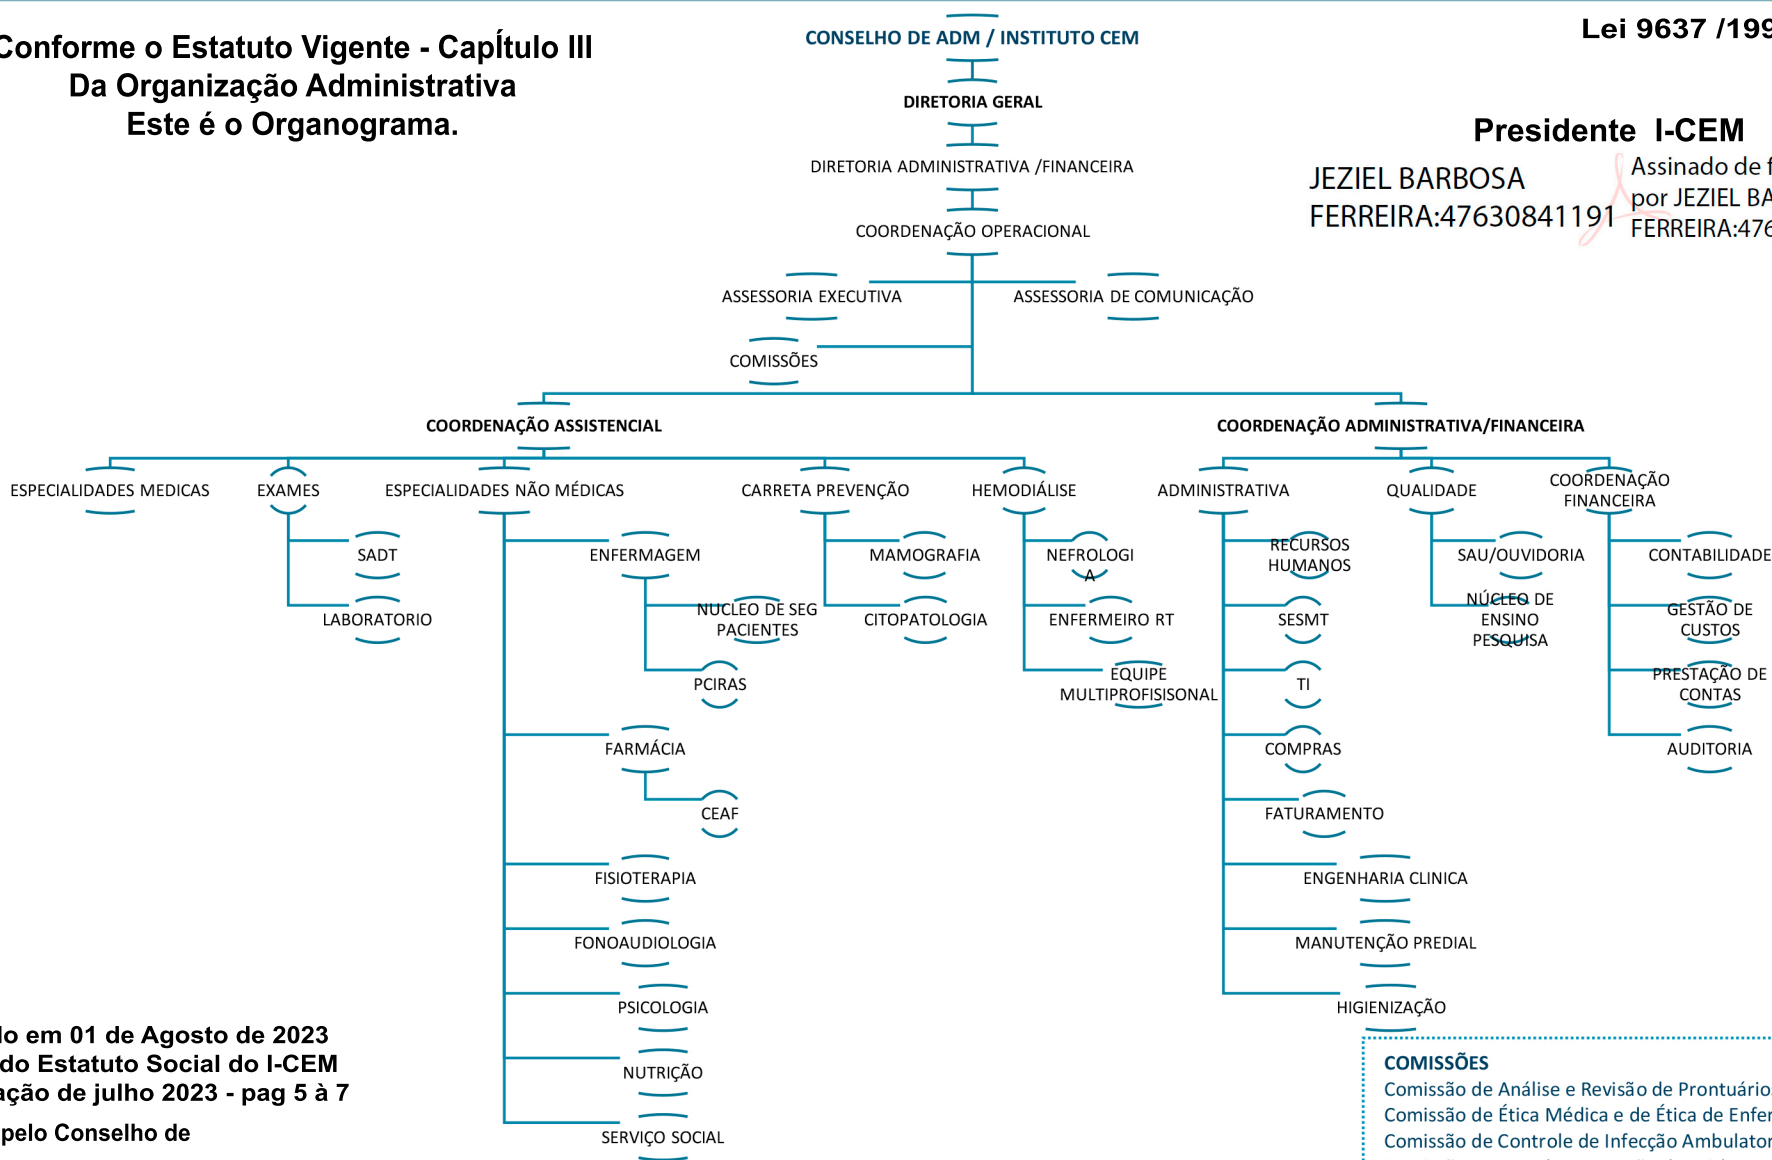 Conforme o Estatuto Vigente - CapÍtulo III
Da Organização Administrativa
Este é o Organograma.
CONSELHO DE ADM / INSTITUTO CEM
Lei 9637 /199
DIRETORIA GERAL
Presidente I-CEM
JEZIEL BARBOSA
FERREIRA:47630841191
Assinado de f
por JEZIEL BA
FERREIRA:476
DIRETORIA ADMINISTRATIVA /FINANCEIRA
COORDENAÇÃO OPERACIONAL
ASSESSORIA EXECUTIVA
ASSESSORIA DE COMUNICAÇÃO
COMISSÕES
COORDENAÇÃO ASSISTENCIAL
COORDENAÇÃO ADMINISTRATIVA/FINANCEIRA
ESPECIALIDADES MEDICAS
EXAMES
ESPECIALIDADES NÃO MÉDICAS
CARRETA PREVENÇÃO
HEMODIÁLISE
ADMINISTRATIVA
QUALIDADE
COORDENAÇÃO
FINANCEIRA
SADT
LABORATORIO
ENFERMAGEM
NUCLEO DE SEG
PACIENTES
PCIRAS
FARMÁCIA
CEAF
FISIOTERAPIA
FONOAUDIOLOGIA
PSICOLOGIA
NUTRIÇÃO
SERVIÇO SOCIAL
MAMOGRAFIA
CITOPATOLOGIA
NEFROLOGI
A
ENFERMEIRO RT
EQUIPE
MULTIPROFISISONAL
RECURSOS
HUMANOS
SESMT
TI
COMPRAS
FATURAMENTO
ENGENHARIA CLINICA
MANUTENÇÃO PREDIAL
HIGIENIZAÇÃO
SAU/OUVIDORIA
NÚCLEO DE
ENSINO
PESQUISA
CONTABILIDADE
GESTÃO DE
CUSTOS
PRESTAÇÃO DE
CONTAS
AUDITORIA
do em 01 de Agosto de 2023
do Estatuto Social do I-CEM
ação de julho 2023 - pag 5 à 7
pelo Conselho de
COMISSÕES
Comissão de Análise e Revisão de Prontuários
Comissão de Ética Médica e de Ética de Enfer
Comissão de Controle de Infecção Ambulator